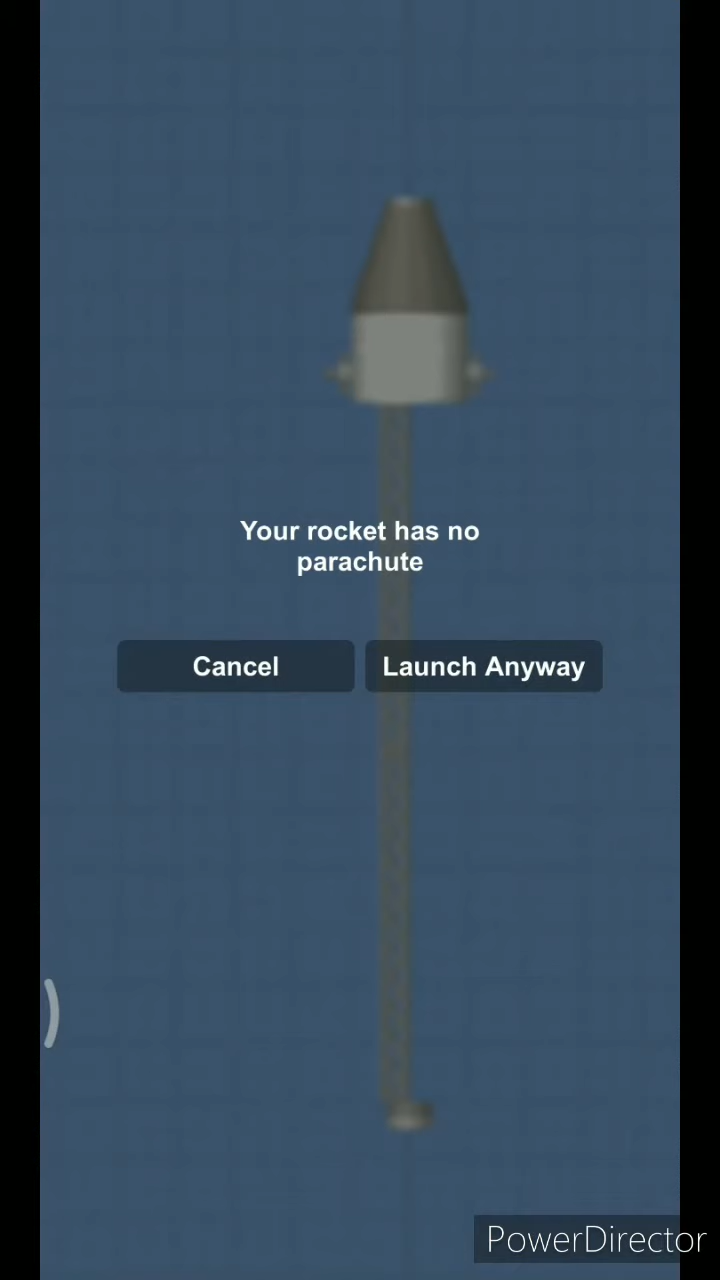 Your rocket has no
parachute
Cancel
Launch Anyway
PowerDirector